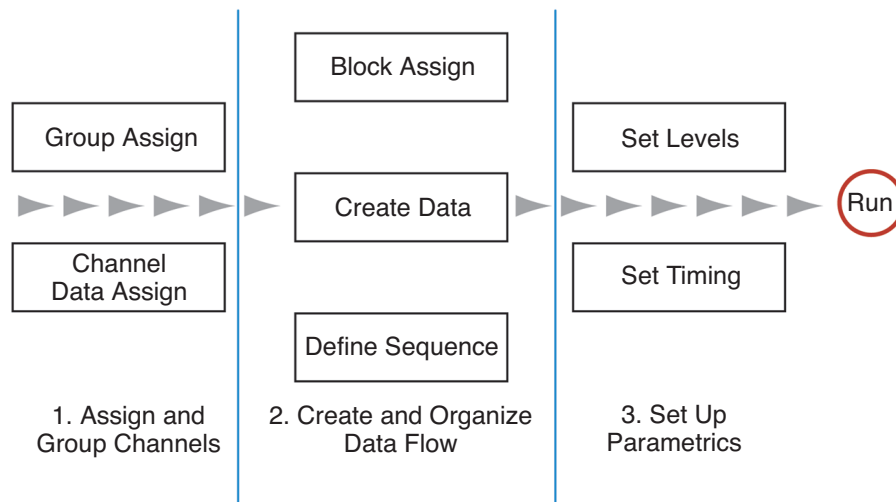 Block Assign
Group Assign
Set Levels
Create Data
Run
Channel
Data Assign
Set Timing
Define Sequence
1. Assign and
Group Channels
2. Create and Organize
Data Flow
3. Set Up
Parametrics